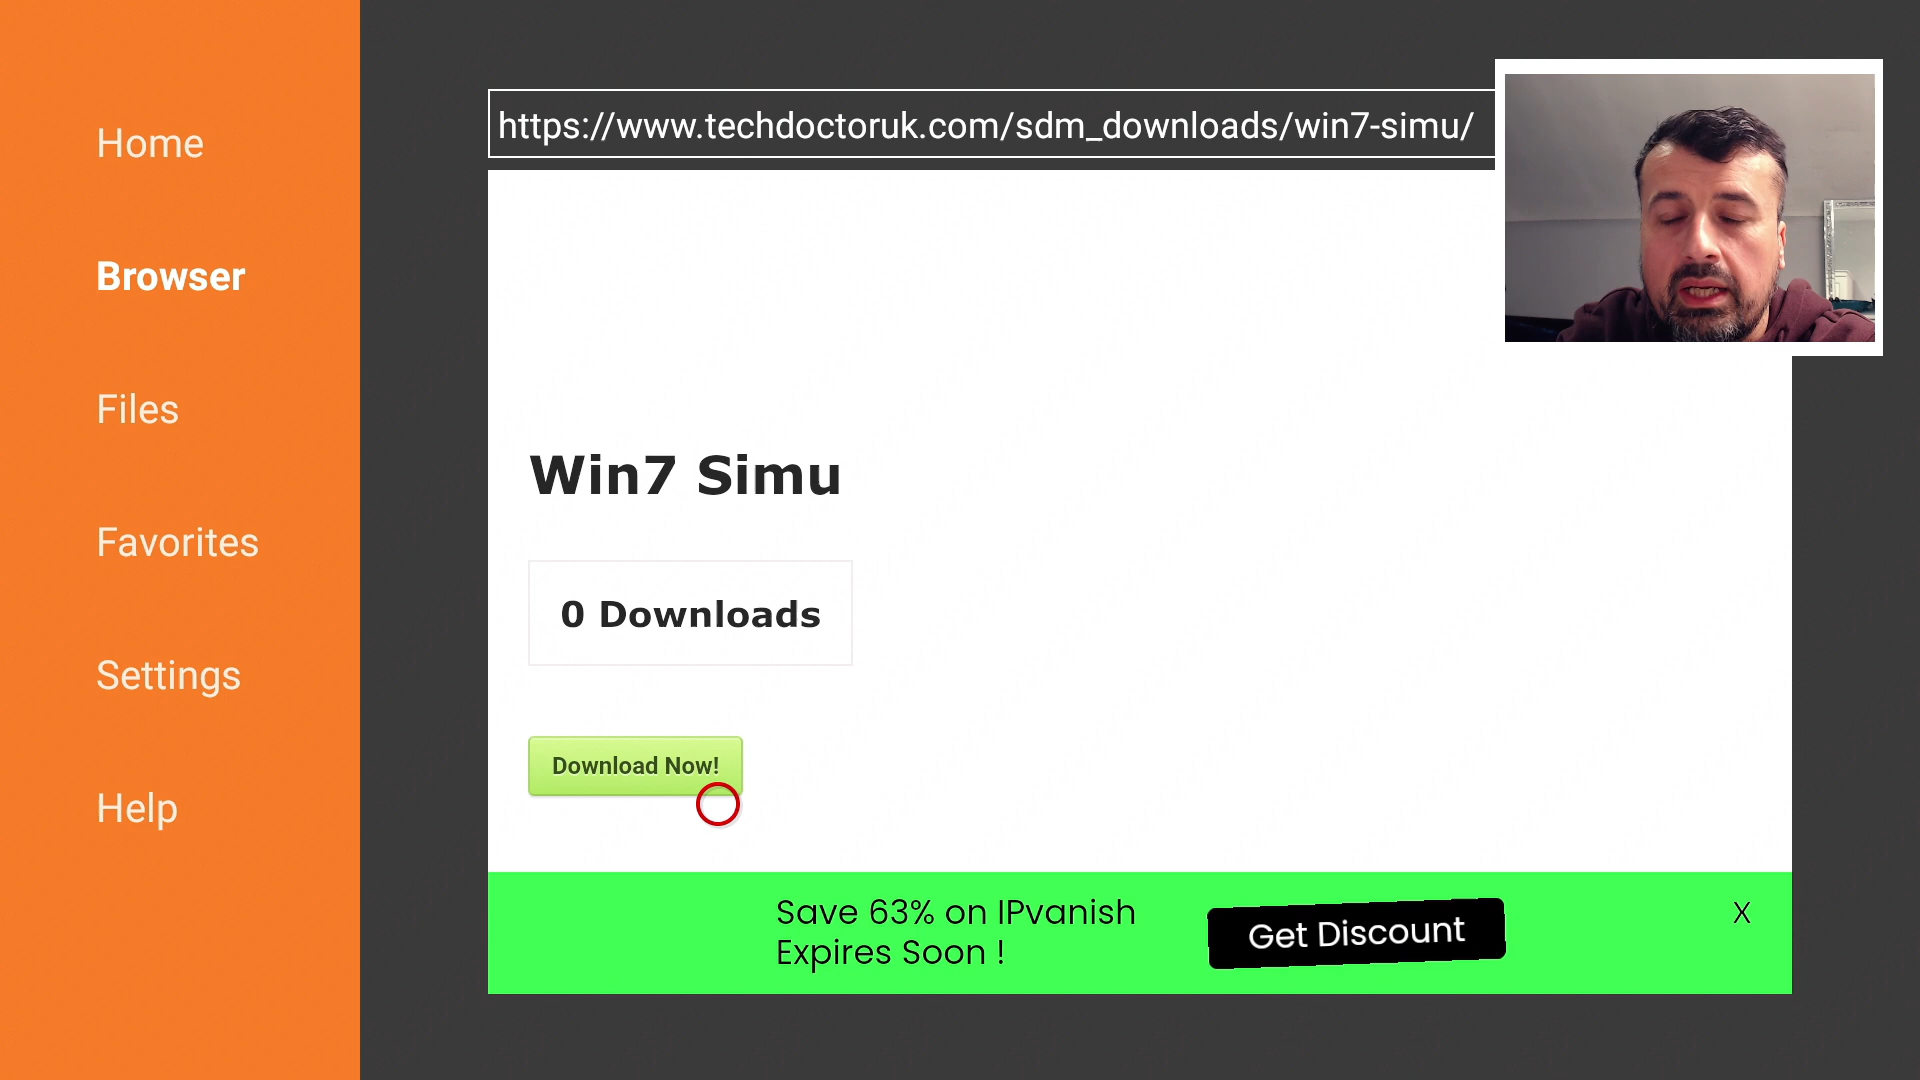 Home
Browser
Files
Favorites
Settings
Help
https://www.techdoctoruk.com/sdm_downloads/win7-simu/
Win7 Simu
0 Downloads
Download Now!
Save 63% on IPvanish
Expires Soon !
Get Discount
X